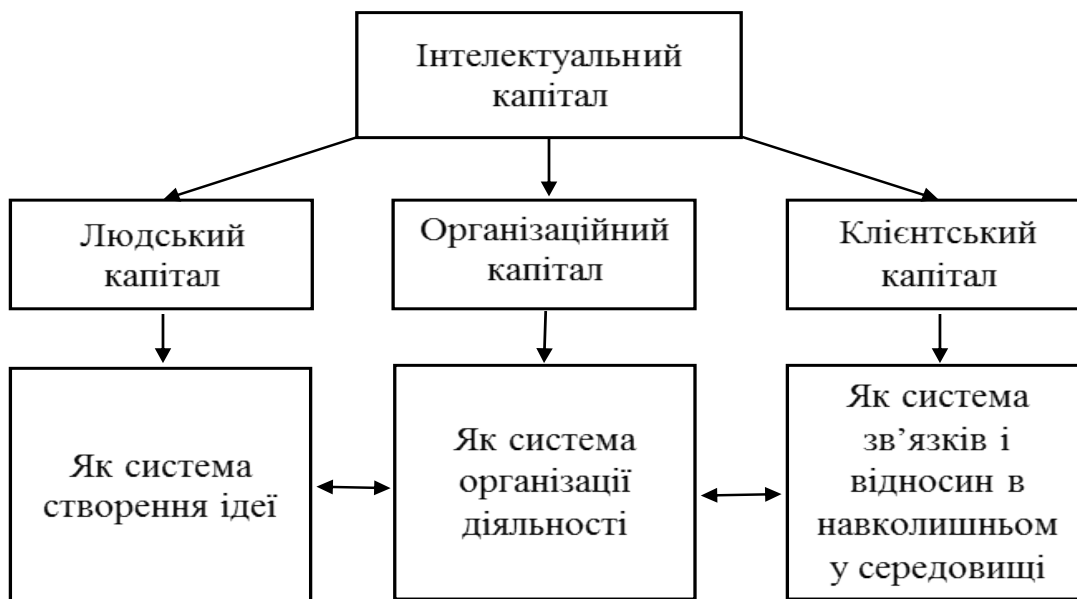 Інтелектуальний
капітал
Людський
капітал
Організаційний
капітал
Клієнтський
капітал
Як система
створення ідеї
Як система
організації
діяльності
Як система
зв’язків і
відносин в
навколишньом
у середовищі